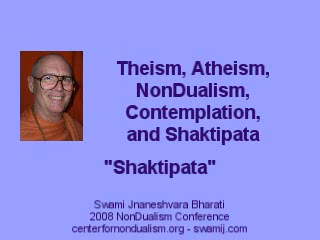 Theism, Atheism,
NonDualism,
Contemplation,
and Shaktipata
"Shaktipata"
Swami Jnaneshvara Bharati
2008 NonDualism Conference
centerfornondualism.org - swamij.com